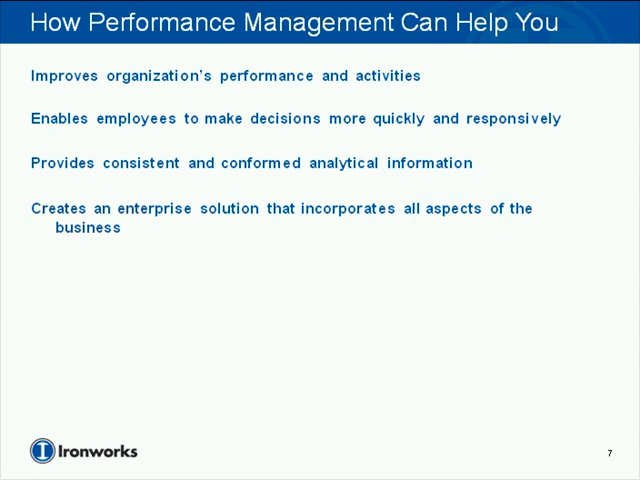 How Performance Management Can Help You
Improves organization's performance and activities
Enables employees to make decisions more quickly and responsively
Provides consistent and conformed analytical information
Creates an enterprise solution that incorporates all aspects of the
business
I Ironworks
7